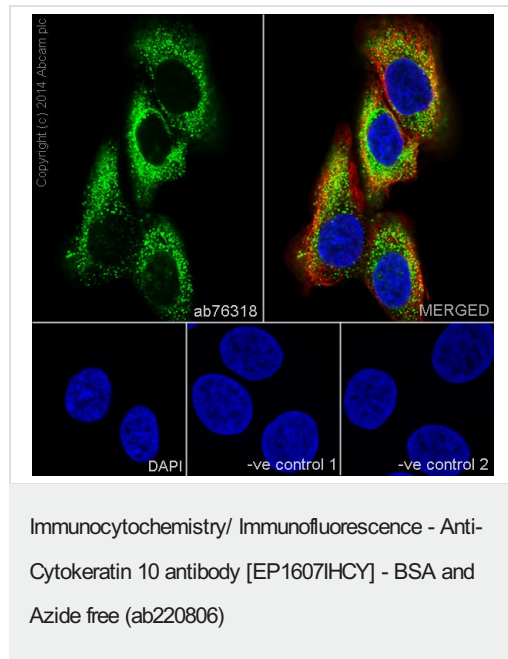 Copyright (c) 2014 Abcam plc
ab76318
MERGED
DAPI
-ve control 1
-ve control 2
Immunocytochemistry/ Immunofluorescence - Anti-
Cytokeratin 10 antibody [EP1607IHCY] - BSA and
Azide free (ab220806)